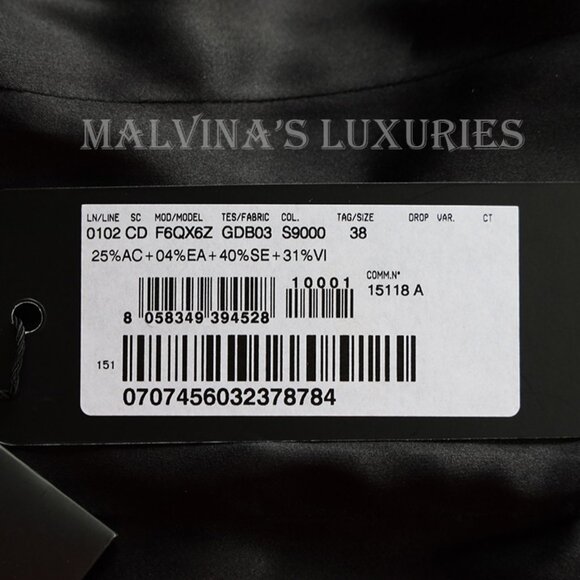 MALVINA'S LUXURIES
LN/LINE SC MOD/MODEL TES/FABRIC COL. TAG/SIZE DROP VAR. CT
0102 CD F6QX6Z GDB03 S9000 38
25%AC+04%EA+40%SE+31%VI
10001
COMM.N°
15118 A
8 058349 394528
151
0707456032378784